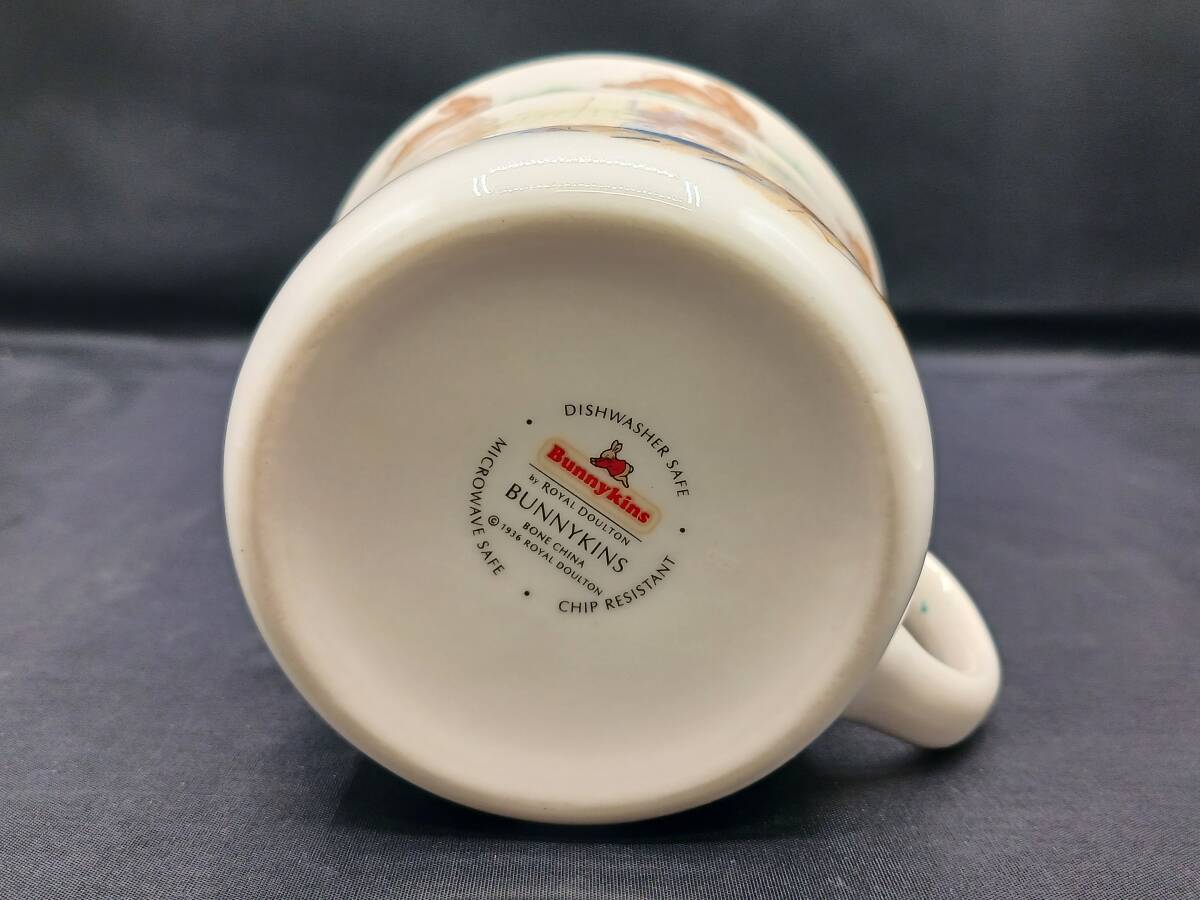 DISHWASHER SAFE
Bunnykins
by ROYAL DOULTON
BUNNYKINS
BONE CHINA
© 1936 ROYAL DOULTON
CHIP RESISTANT
MICROWAVE SAFE